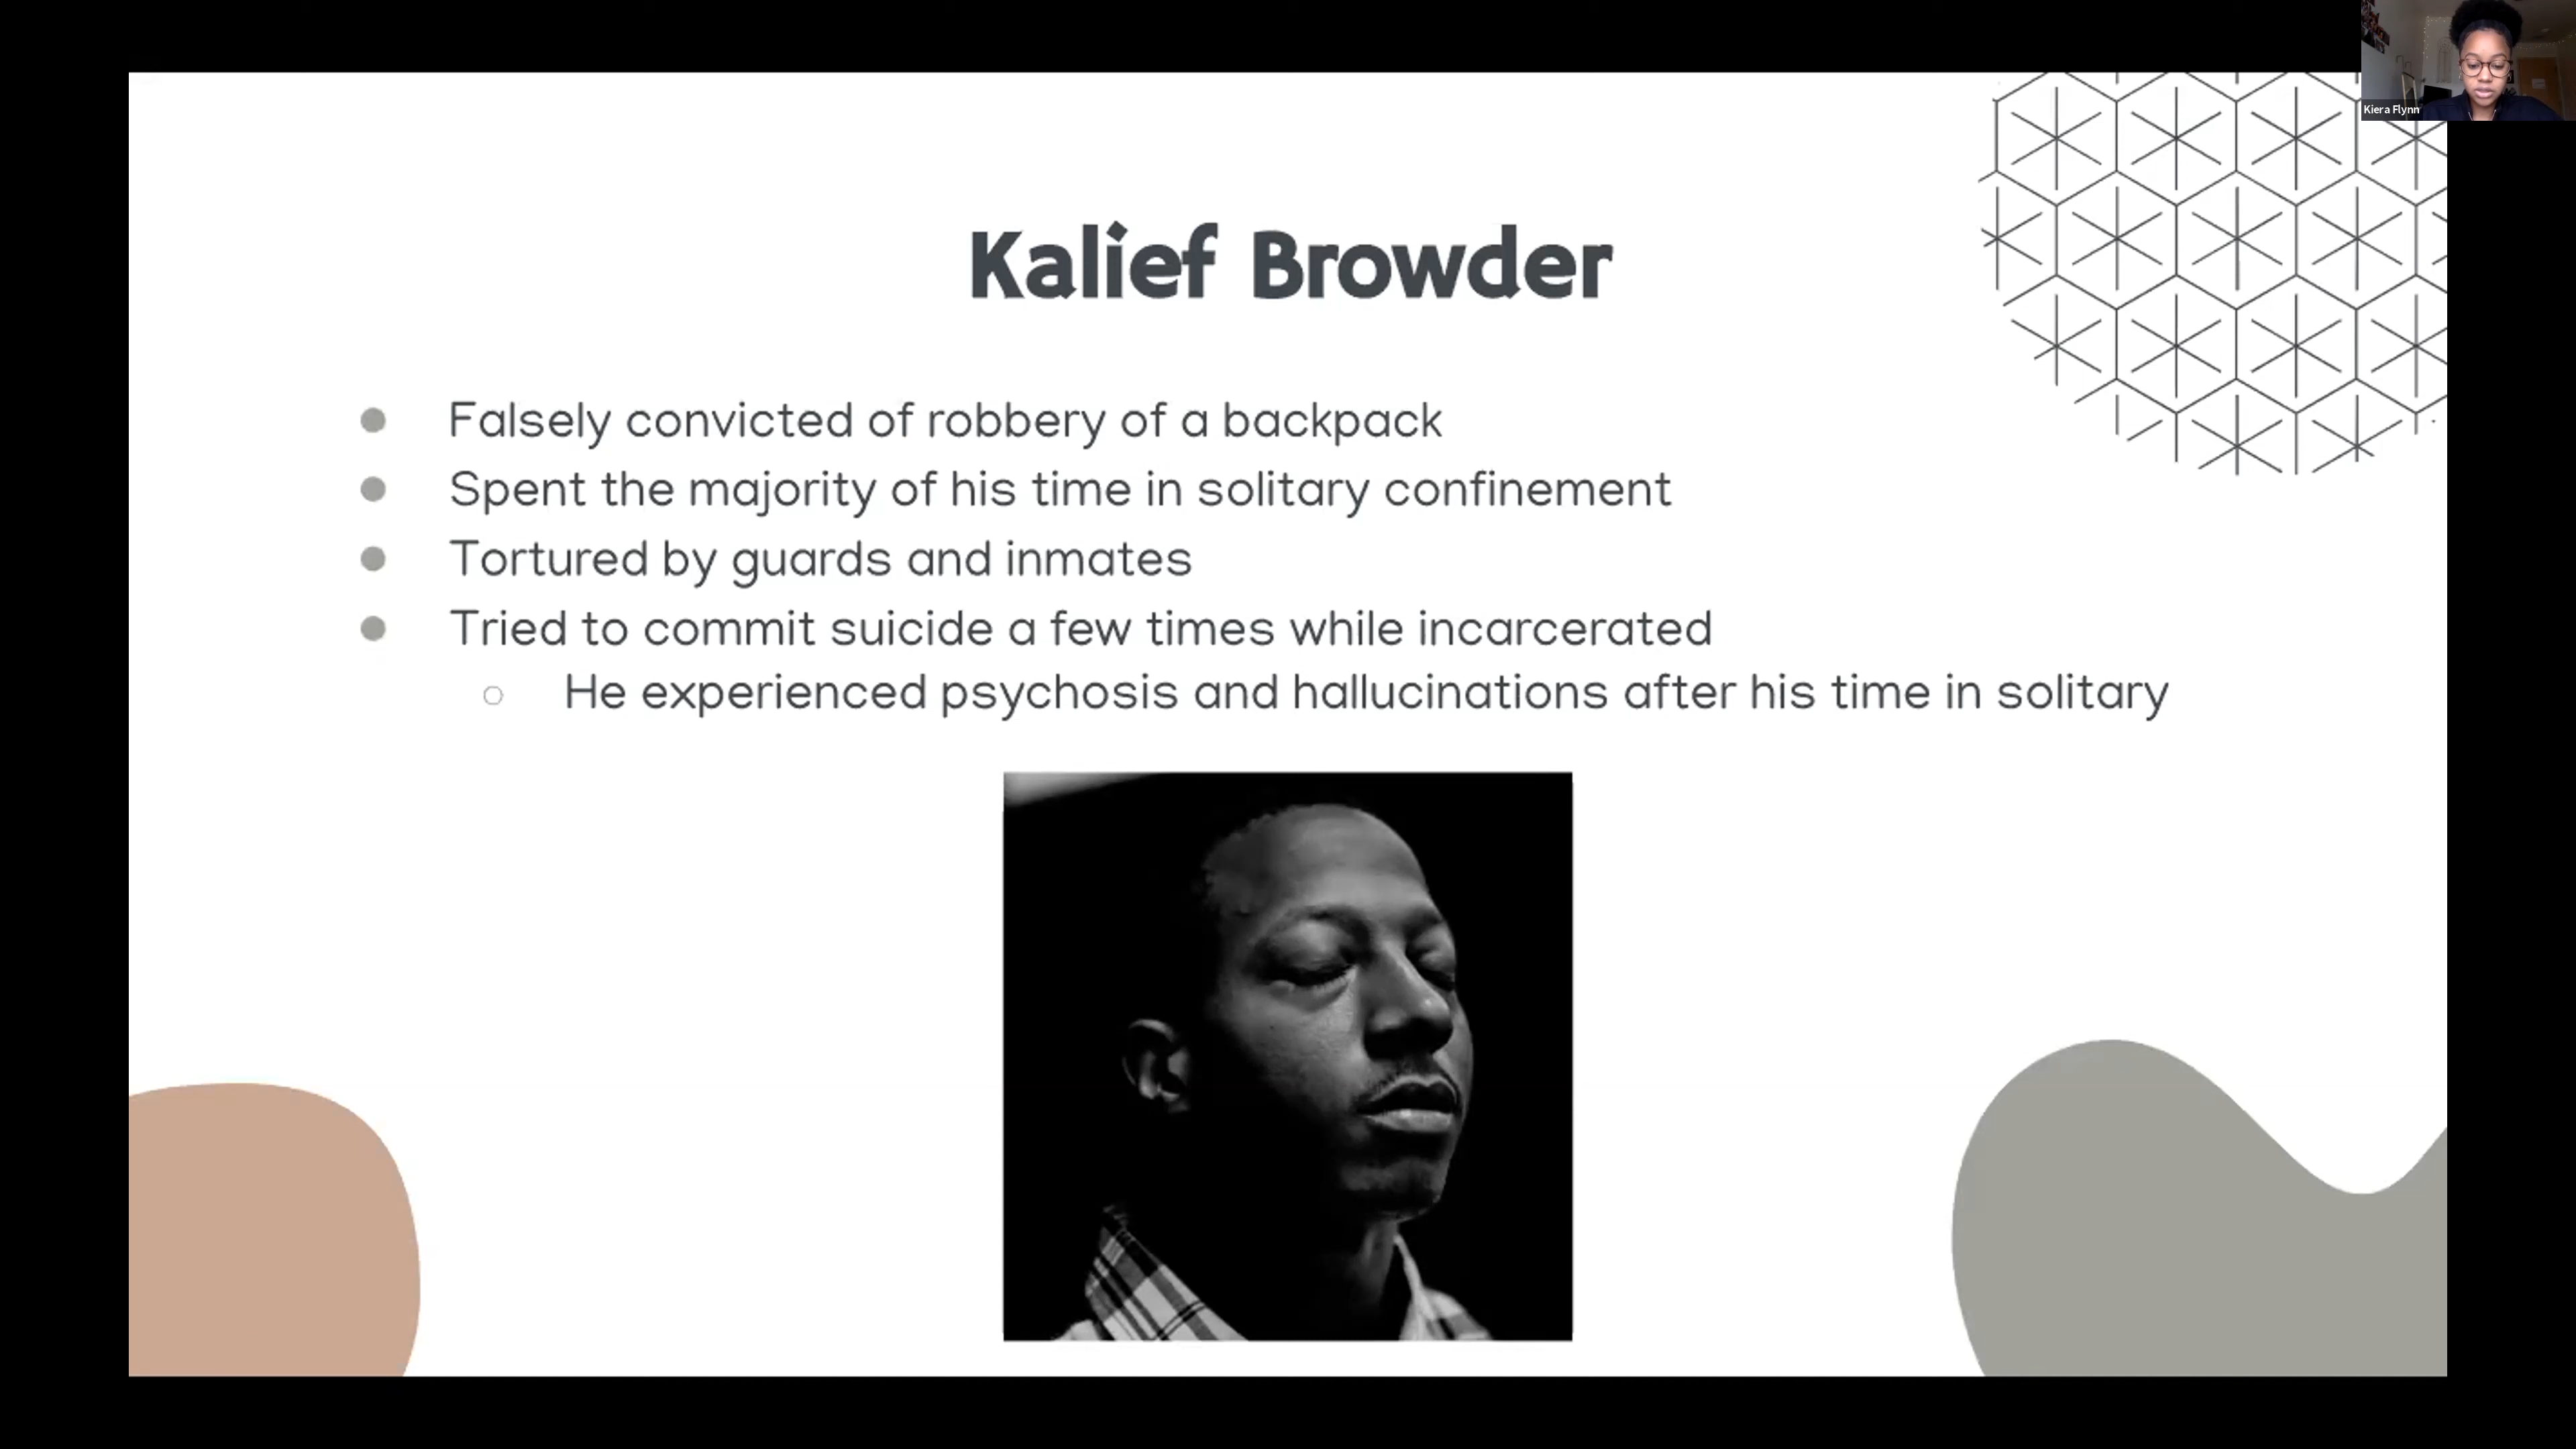 Kiera Flynn
Kalief Browder
Falsely convicted of robbery of a backpack
Spent the majority of his time in solitary confinement
Tortured by guards and inmates
Tried to commit suicide a few times while incarcerated
He experienced psychosis and hallucinations after his time in solitary